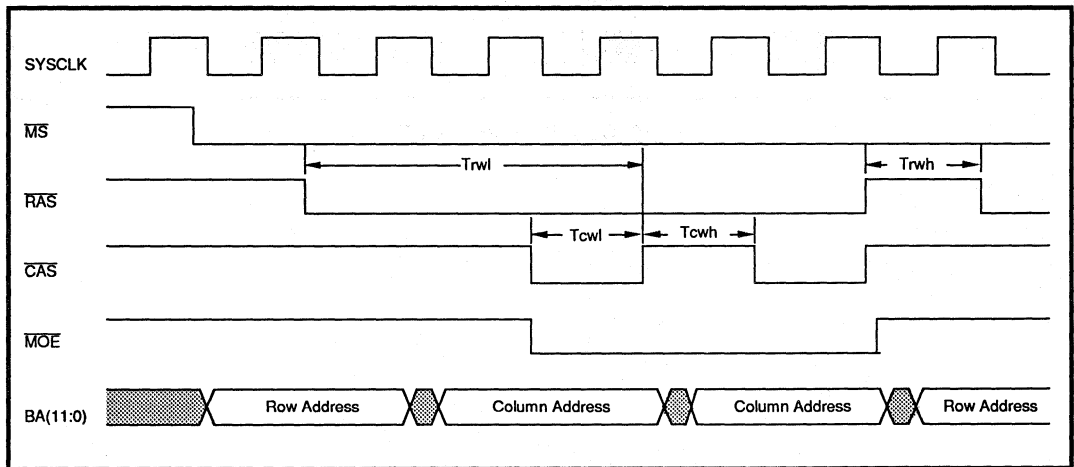 SYSCLK
MS
Trwl
Trwh
RAS
Tcwl
Tcwh
CAS
MOE
BA(11:0)
Row Address
Column Address
Column Address
Row Address